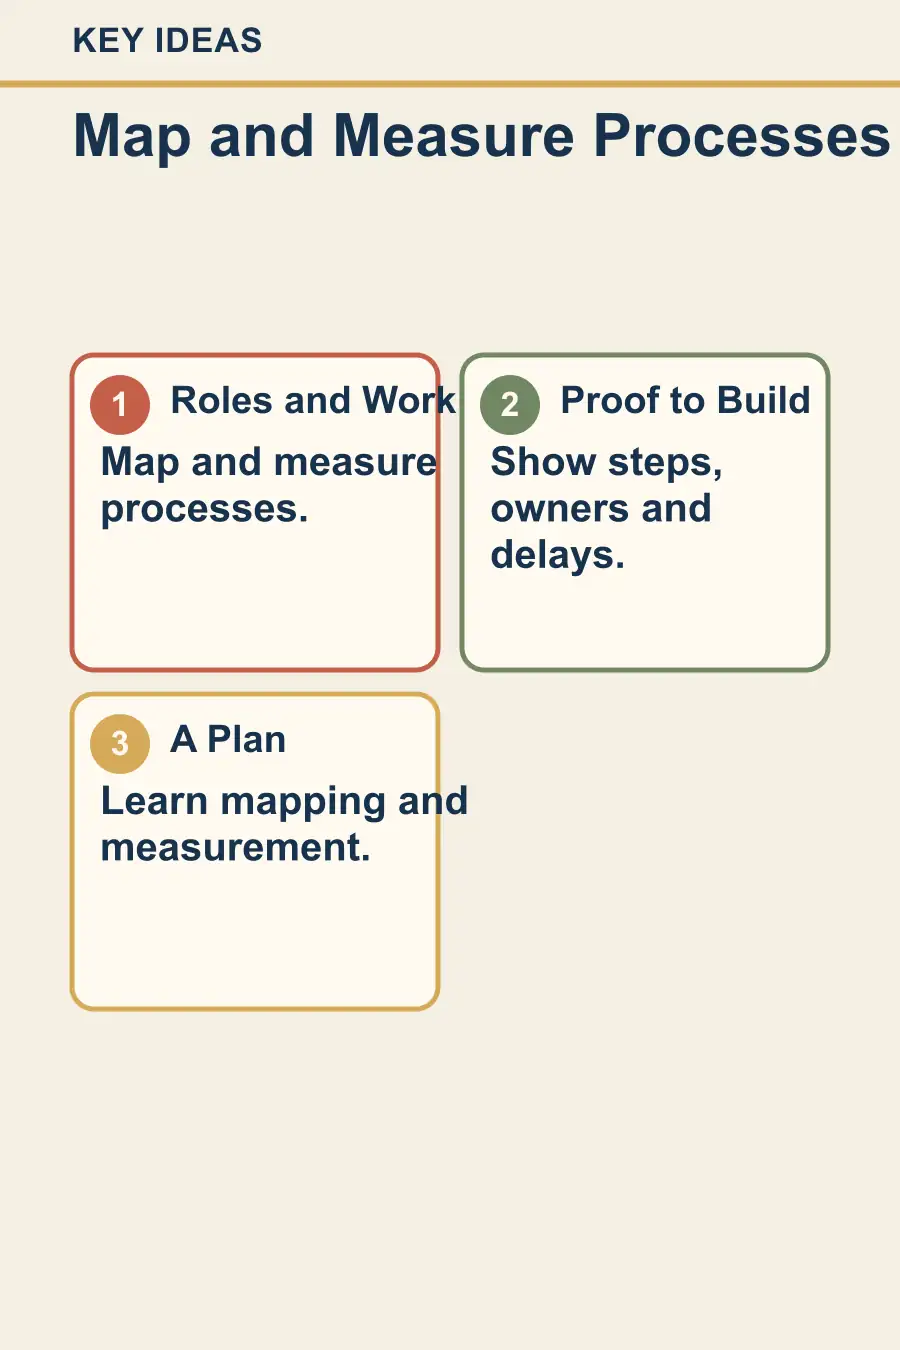 KEY IDEAS
Map and Measure Processes
1
Roles and Work
Map and measure
processes.
2
Proof to Build
Show steps,
owners and
delays.
3
A Plan
Learn mapping and
measurement.